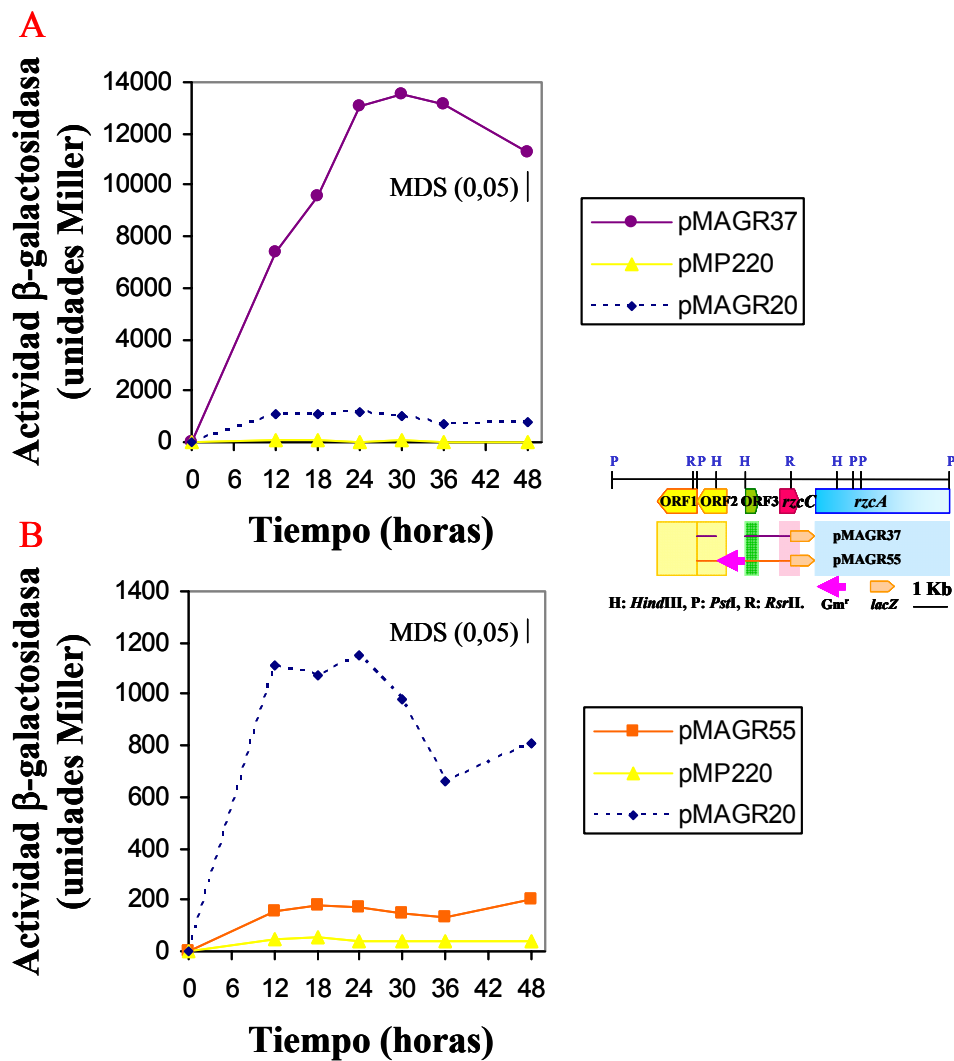 A
Actividad β-galactosidasa
(unidades Miller)
14000
12000
10000
8000
6000
4000
2000
0
MDS (0,05)
0 6 12 18 24 30 36 42 48
Tiempo (horas)
pMAGR37
pMP220
pMAGR20
P R P H H R H P P P
ORF1 ORF2 ORF3 rzcC rzcA
pMAGR37
pMAGR55
H: HindIII, P: PstI, R: RsrII. Gmr lacZ 1 Kb
B
Actividad β-galactosidasa
(unidades Miller)
1400
1200
1000
800
600
400
200
0
MDS (0,05)
0 6 12 18 24 30 36 42 48
Tiempo (horas)
pMAGR55
pMP220
pMAGR20